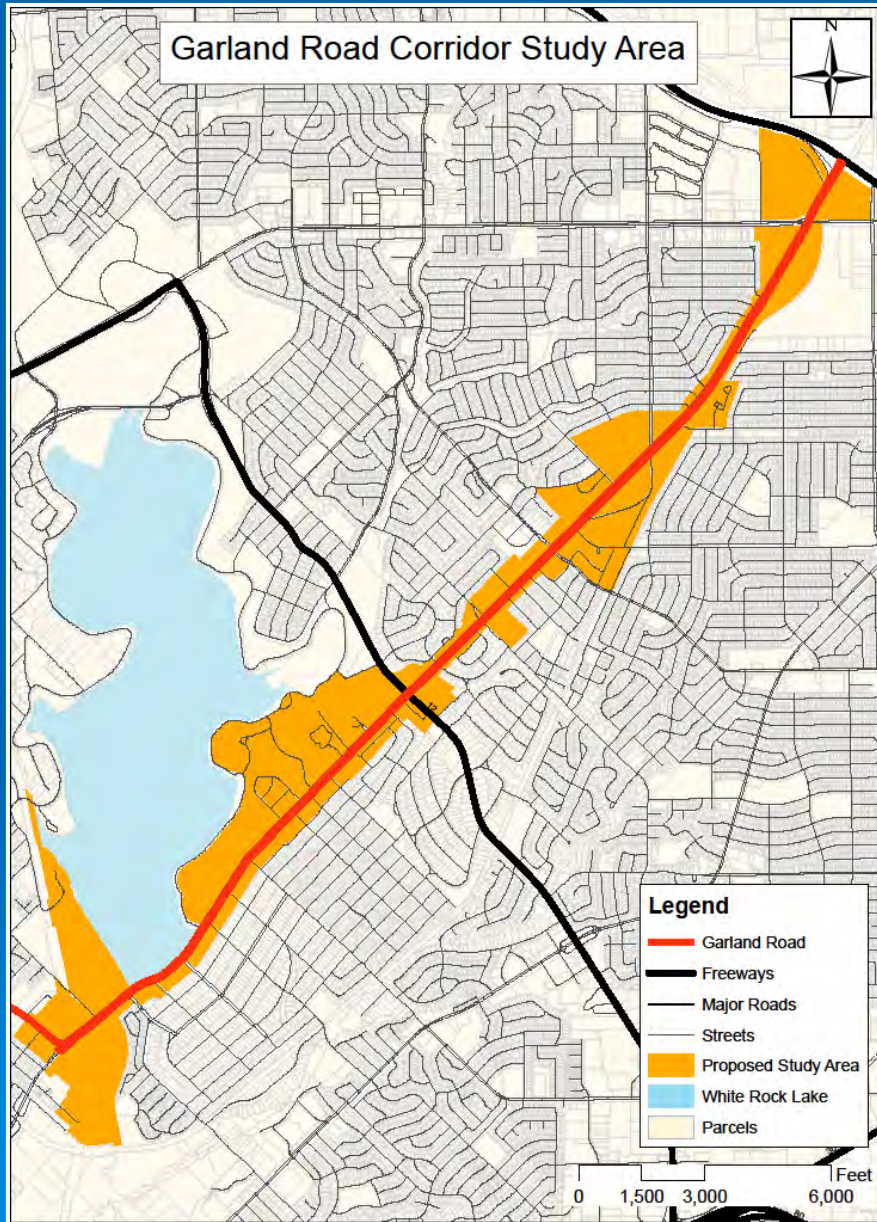 Garland Road Corridor Study Area
N
12
Legend
Garland Road
Freeways
Major Roads
Streets
Proposed Study Area
White Rock Lake
Parcels
Feet
0 1,500 3,000 6,000